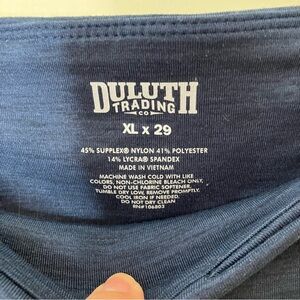 DULUTH
TRADING
CO
XL x 29
45% SUPPLEX® NYLON 41% POLYESTER
14% LYCRA® SPANDEX
MADE IN VIETNAM
MACHINE WASH COLD WITH LIKE
COLORS, NON-CHLORINE BLEACH ONLY,
DO NOT USE FABRIC SOFTENER,
TUMBLE DRY LOW, REMOVE PROMPTLY,
COOL IRON IF NEEDED,
DO NOT DRY CLEAN
RN#106803